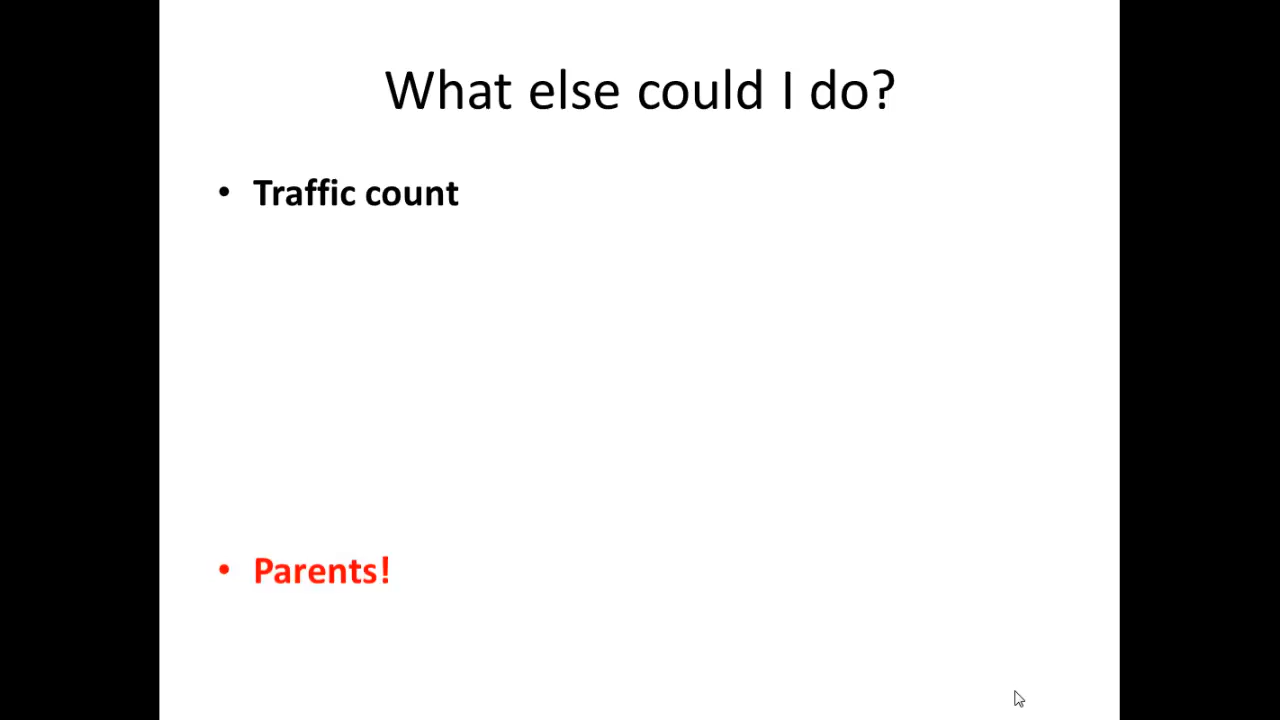 What else could I do?
• Traffic count
• Parents!